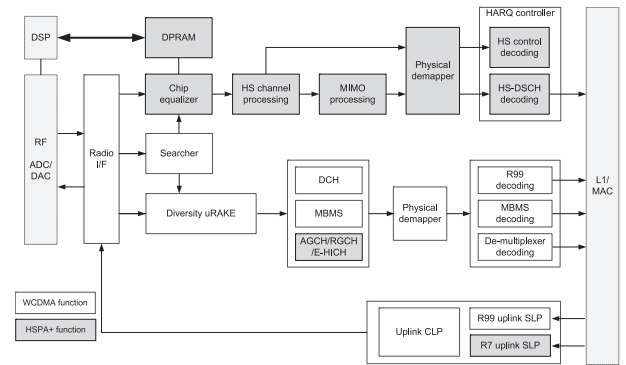 HARQ controller
DSP
DPRAM
Physical
demapper
HS control
decoding
Chip
equalizer
HS channel
processing
MIMO
processing
HS-DSCH
decoding
RF
ADC/
DAC
Radio
I/F
Searcher
L1/
MAC
Diversity uRAKE
DCH
MBMS
AGCH/RGCH
/E-HICH
Physical
demapper
R99
decoding
MBMS
decoding
De-multiplexer
decoding
WCDMA function
HSPA+ function
Uplink CLP
R99 uplink SLP
R7 uplink SLP